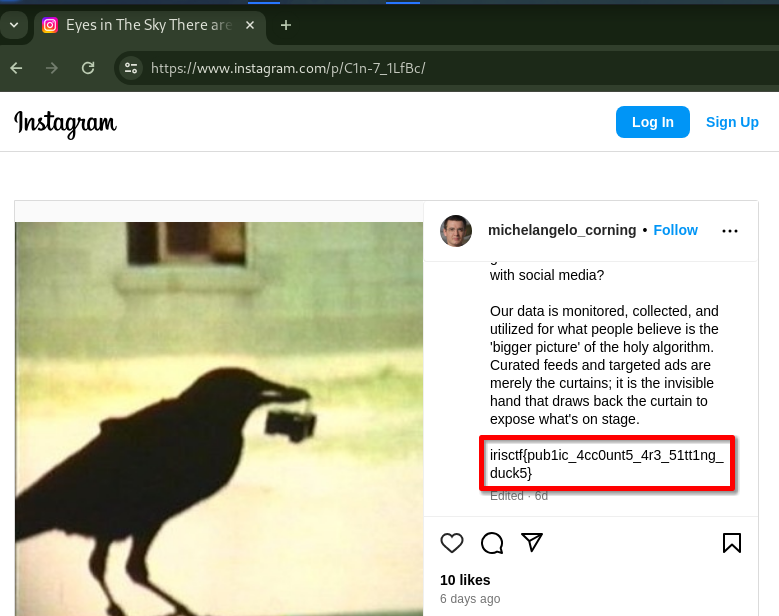 Eyes in The Sky There are
https://www.instagram.com/p/C1n-7_1LfBc/
Instagram
Log In
Sign Up
michelangelo_corning • Follow
with social media?
Our data is monitored, collected, and
utilized for what people believe is the
'bigger picture' of the holy algorithm.
Curated feeds and targeted ads are
merely the curtains; it is the invisible
hand that draws back the curtain to
expose what's on stage.
irisctf{pub1ic_4cc0unt5_4r3_51tt1ng_
duck5}
Edited · 6d
10 likes
6 days ago